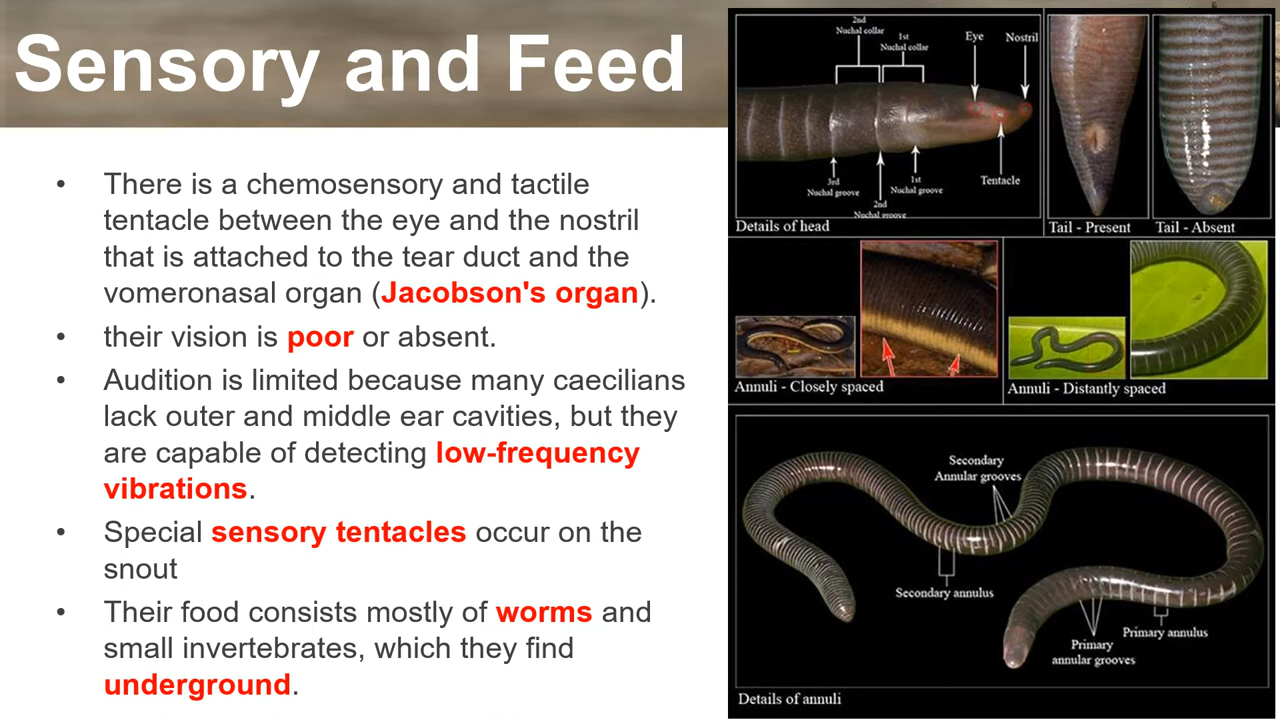 Sensory and Feed
• There is a chemosensory and tactile
tentacle between the eye and the nostril
that is attached to the tear duct and the
vomeronasal organ (Jacobson's organ).
• their vision is poor or absent.
• Audition is limited because many caecilians
lack outer and middle ear cavities, but they
are capable of detecting low-frequency
vibrations.
• Special sensory tentacles occur on the
snout
• Their food consists mostly of worms and
small invertebrates, which they find
underground.
2nd
Nuchal collar
1st
Nuchal collar
Eye
Nostril
3rd
Nuchal groove
2nd
Nuchal groove
1st
Nuchal groove
Tentacle
Details of head
Tail - Present
Tail - Absent
Annuli - Closely spaced
Annuli - Distantly spaced
Secondary
Annular grooves
Secondary annulus
Primary
annular grooves
Primary annulus
Details of annuli